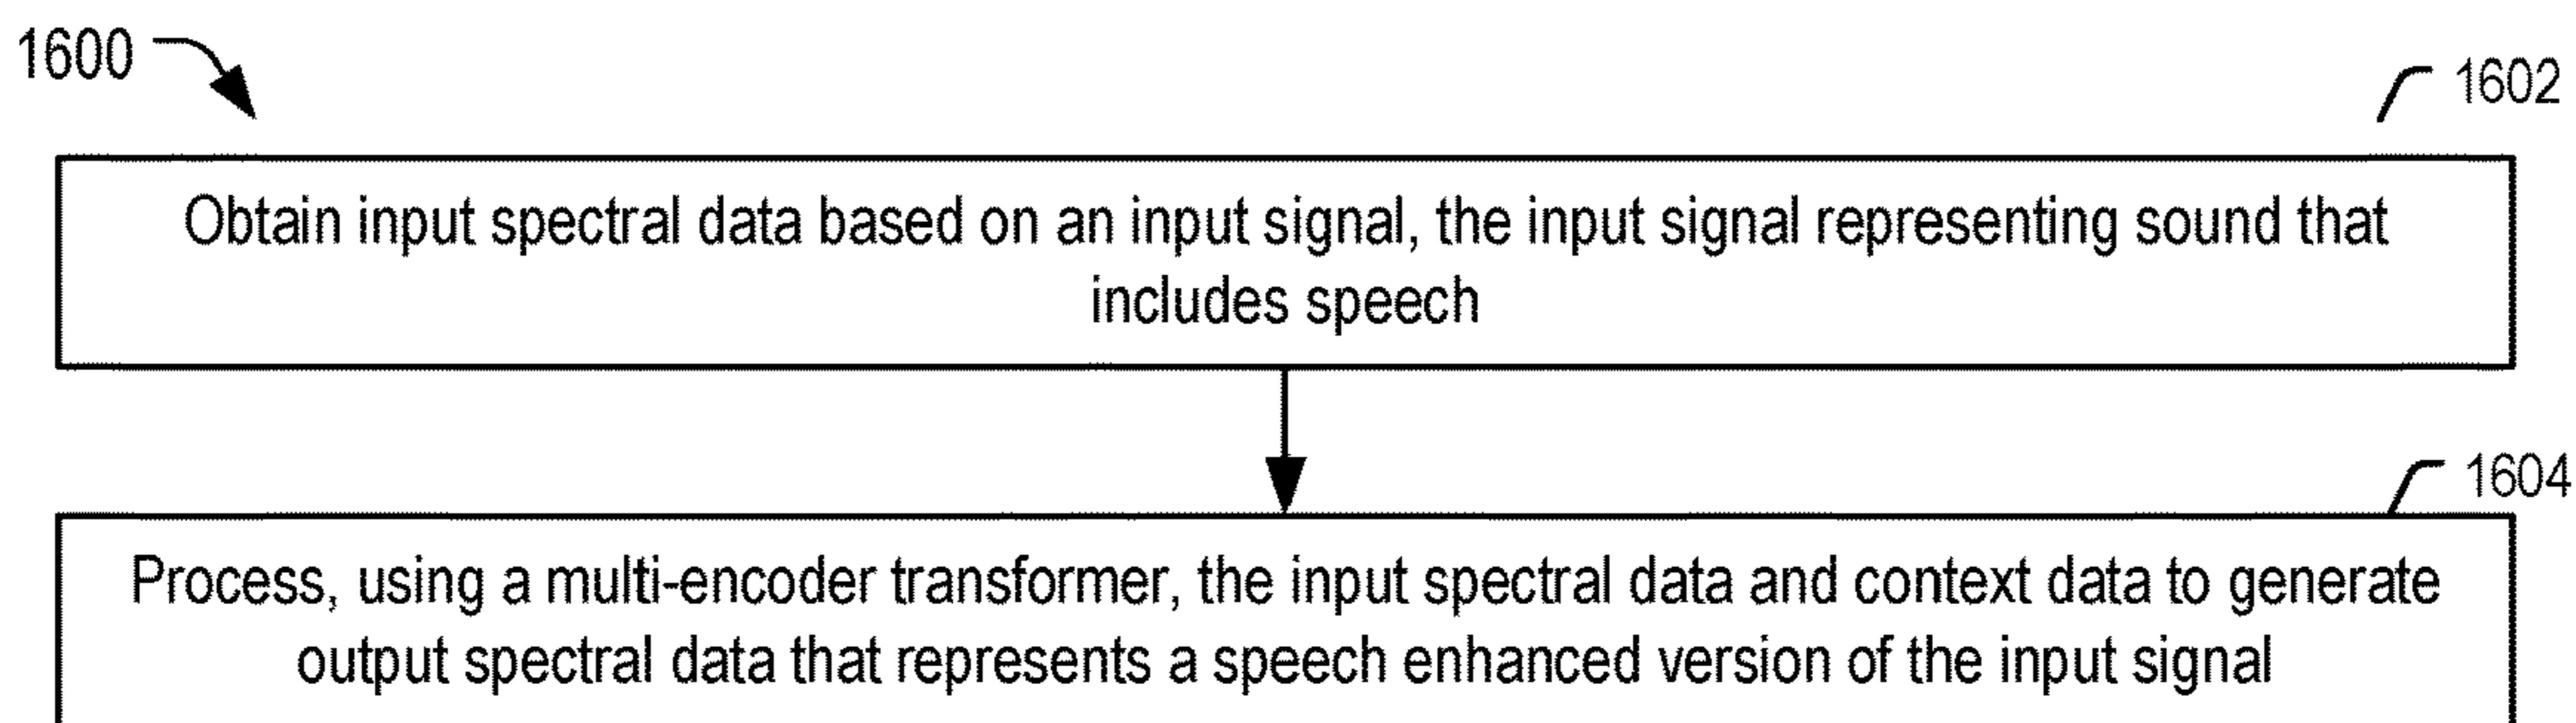 1600
1602
Obtain input spectral data based on an input signal, the input signal representing sound that
includes speech
1604
Process, using a multi-encoder transformer, the input spectral data and context data to generate
output spectral data that represents a speech enhanced version of the input signal